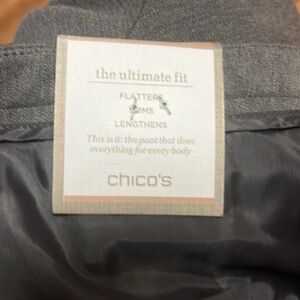 the ultimate fit
FLATTERS
SLIMS
LENGTHENS
This is it: the pant that does
everything for every body
chico's